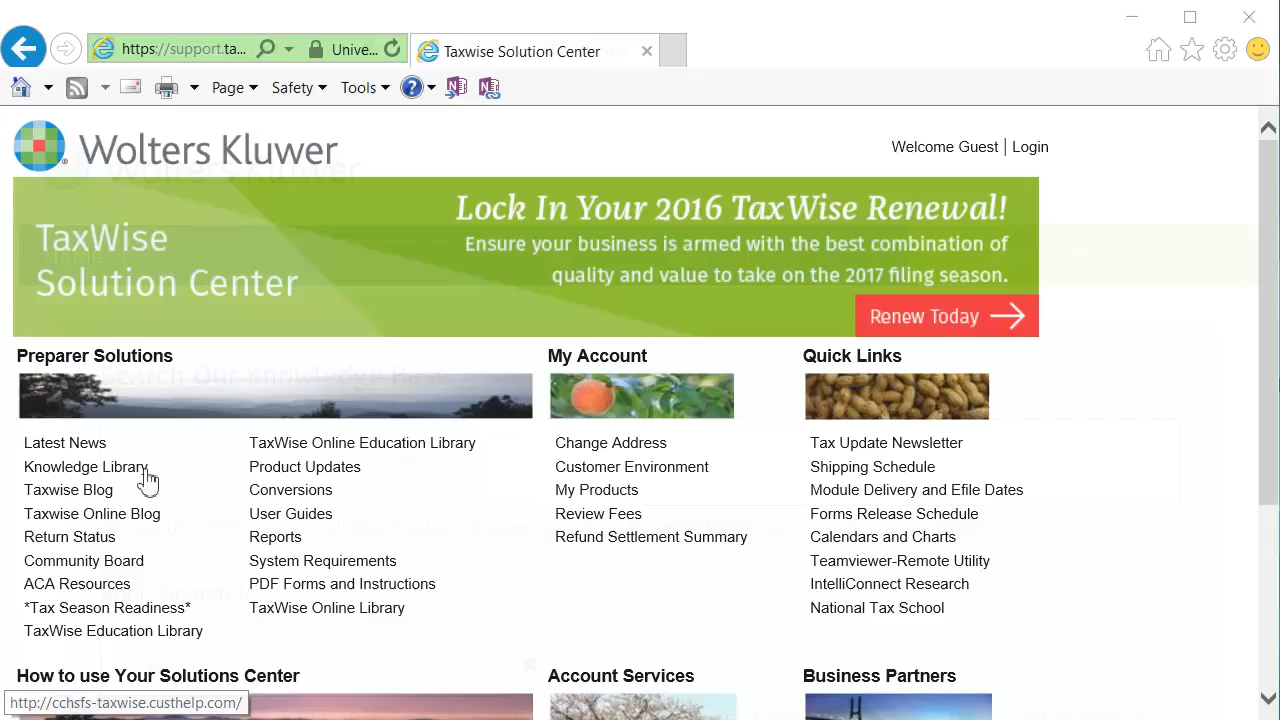 https://support.ta...
Unive...
Taxwise Solution Center
Page
Safety
Tools
Wolters Kluwer
Welcome Guest | Login
TaxWise
Solution Center
Lock In Your 2016 TaxWise Renewal!
Ensure your business is armed with the best combination of
quality and value to take on the 2017 filing season.
Renew Today
Preparer Solutions
Latest News
Knowledge Library
Taxwise Blog
Taxwise Online Blog
Return Status
Community Board
ACA Resources
*Tax Season Readiness*
TaxWise Education Library
TaxWise Online Education Library
Product Updates
Conversions
User Guides
Reports
System Requirements
PDF Forms and Instructions
TaxWise Online Library
My Account
Change Address
Customer Environment
My Products
Review Fees
Refund Settlement Summary
Quick Links
Tax Update Newsletter
Shipping Schedule
Module Delivery and Efile Dates
Forms Release Schedule
Calendars and Charts
Teamviewer-Remote Utility
IntelliConnect Research
National Tax School
How to use Your Solutions Center
Account Services
Business Partners
http://cchsfs-taxwise.custhelp.com/
Wolters Kluwer
Home
Search Our Knowledge Base